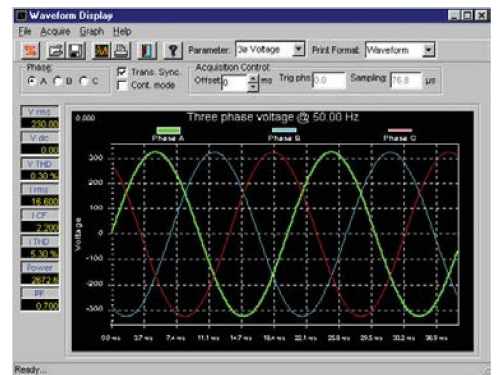 Waveform Display
File Acquire Graph Help
Parameter: 3ø Voltage Print Format: Waveform
Phase:
A B C
Trans. Sync.
Cont. mode
Acquisition Control:
Offset 0 ms Trig phs 0.0 Sampling: 76.8 µs
V rms
230.00
V dc
0.00
V THD
0.30 %
I rms
16.600
I CF
2.200
I THD
5.30 %
Power
2672.6
PF
0.700
0.000
Three phase voltage @ 50.00 Hz
Phase A Phase B Phase C
Voltage
300
200
100
0
-100
-200
-300
0.0 ms 3.7 ms 7.4 ms 11.1 ms 14.7 ms 18.4 ms 22.1 ms 25.8 ms 29.5 ms 33.2 ms 36.9 ms
Ready...